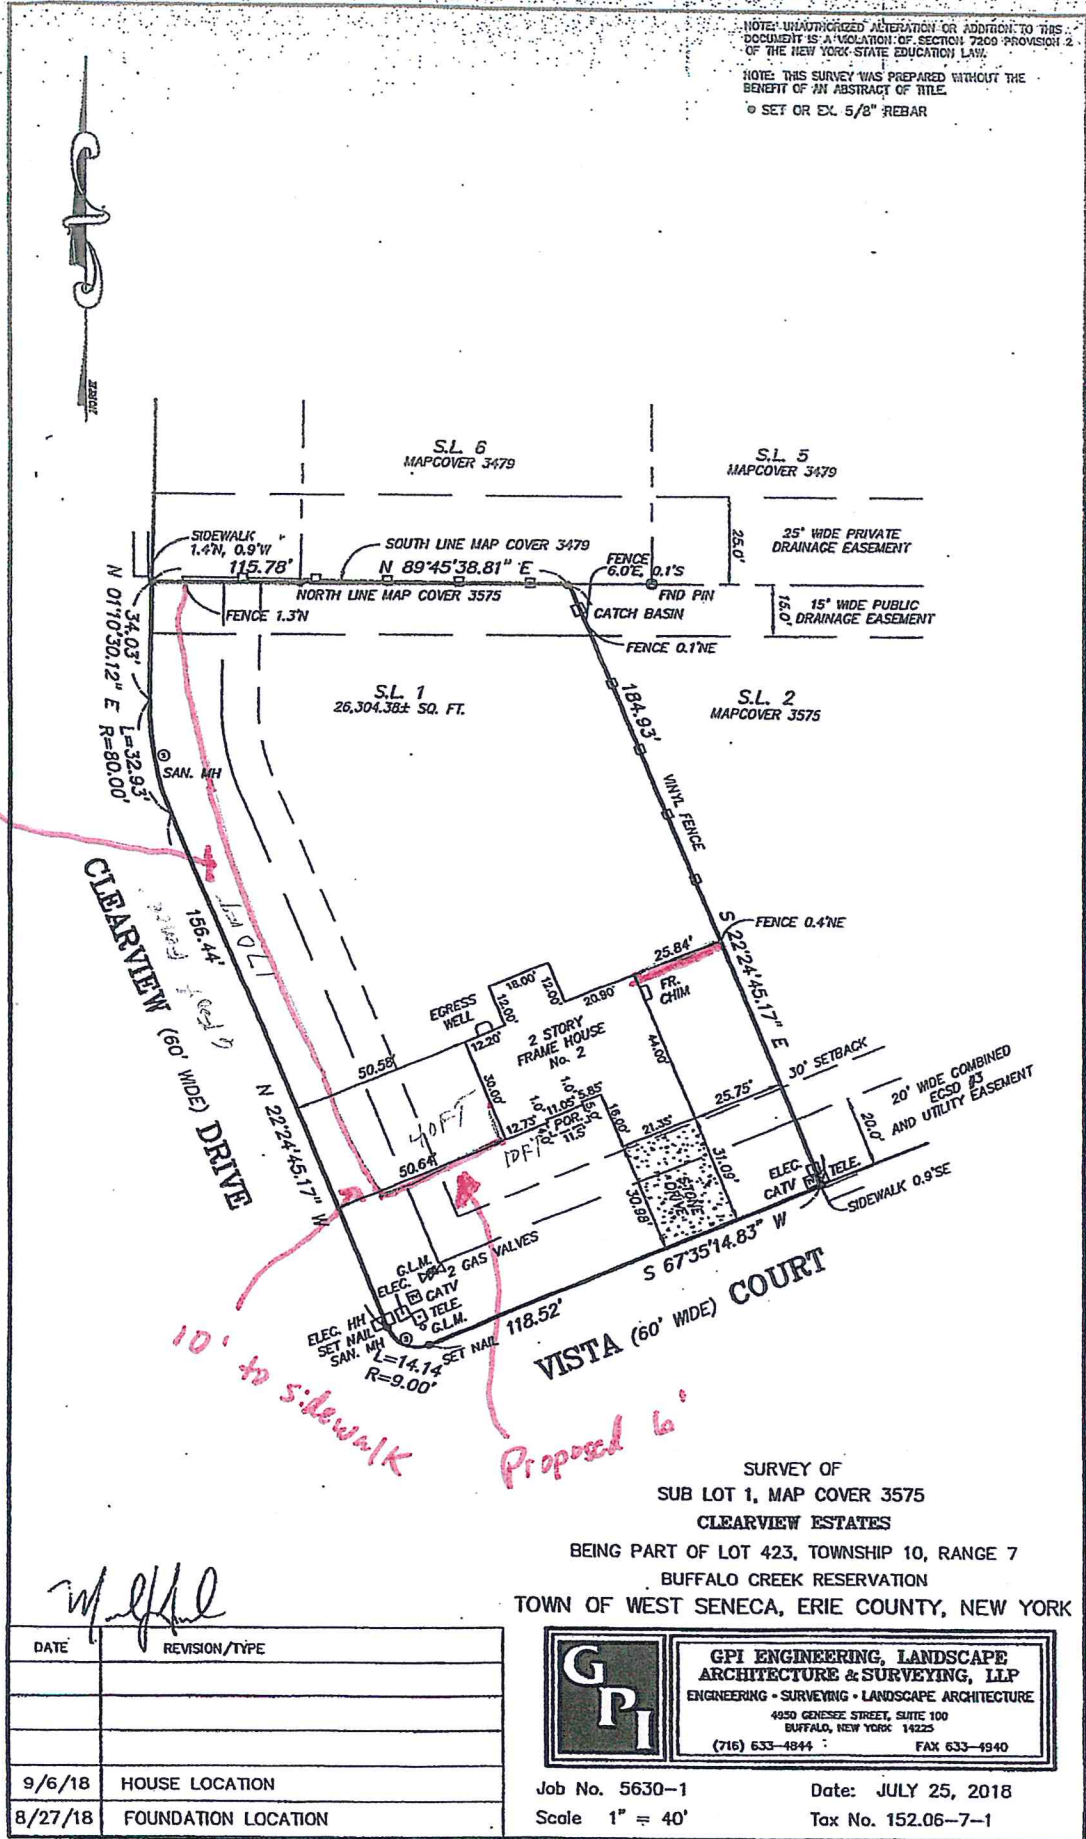 NOTE: UNAUTHORIZED ALTERATION OR ADDITION TO THIS
DOCUMENT IS A VIOLATION OF SECTION 7209 PROVISION 2
OF THE NEW YORK STATE EDUCATION LAW.
NOTE: THIS SURVEY WAS PREPARED WITHOUT THE
BENEFIT OF AN ABSTRACT OF TITLE.
SET OR EX. 5/8" REBAR
S.L. 6
MAPCOVER 3479
S.L. 5
MAPCOVER 3479
SIDEWALK
1.4'N, 0.9'W
115.78'
SOUTH LINE MAP COVER 3479
N 89°45'38.81" E
NORTH LINE MAP COVER 3575
FENCE
6.0'E, 0.1'S
FND PIN
25.0'
25' WIDE PRIVATE
DRAINAGE EASEMENT
15.0'
15' WIDE PUBLIC
DRAINAGE EASEMENT
FENCE 1.3'N
CATCH BASIN
FENCE 0.1'NE
34.03'
N 01°10'30.12" E
L=32.93'
R=80.00'
S.L. 1
26,304.38± SQ. FT.
184.93'
S.L. 2
MAPCOVER 3575
SAN. MH
VINYL FENCE
CLEARVIEW (60' WIDE) DRIVE
156.44'
N 22°24'45.17" W
S 22°24'45.17" E
FENCE 0.4'NE
25.84'
FR.
CHIM
18.00'
12.00'
12.00'
20.90'
EGRESS
WELL
12.20'
2 STORY
FRAME HOUSE
No. 2
50.58'
30.00'
44.00'
40FT
12.73'
1.0'
11.05'
1.0'
5.85'
POR.
11.5'
16.00'
50.64'
10FT
21.35'
25.75'
30' SETBACK
20' WIDE COMBINED
ECSD #3
AND UTILITY EASEMENT
20.0'
30.98'
STONE
DRIVE
31.09'
ELEC.
CATV
TELE.
SIDEWALK 0.9'SE
S 67°35'14.83" W
G.L.M.
ELEC.
2 GAS VALVES
CATV
TELE.
G.L.M.
ELEC. HH
SET NAIL
SAN. MH
L=14.14
R=9.00'
SET NAIL
118.52'
VISTA (60' WIDE) COURT
10' to sidewalk
Proposed 6'
SURVEY OF
SUB LOT 1, MAP COVER 3575
CLEARVIEW ESTATES
BEING PART OF LOT 423, TOWNSHIP 10, RANGE 7
BUFFALO CREEK RESERVATION
TOWN OF WEST SENECA, ERIE COUNTY, NEW YORK
DATE REVISION/TYPE
9/6/18 HOUSE LOCATION
8/27/18 FOUNDATION LOCATION
GPI
GPI ENGINEERING, LANDSCAPE
ARCHITECTURE & SURVEYING, LLP
ENGINEERING • SURVEYING • LANDSCAPE ARCHITECTURE
4950 GENESEE STREET, SUITE 100
BUFFALO, NEW YORK 14225
(716) 633-4844 FAX 633-4940
Job No. 5630-1 Date: JULY 25, 2018
Scale 1" = 40' Tax No. 152.06-7-1